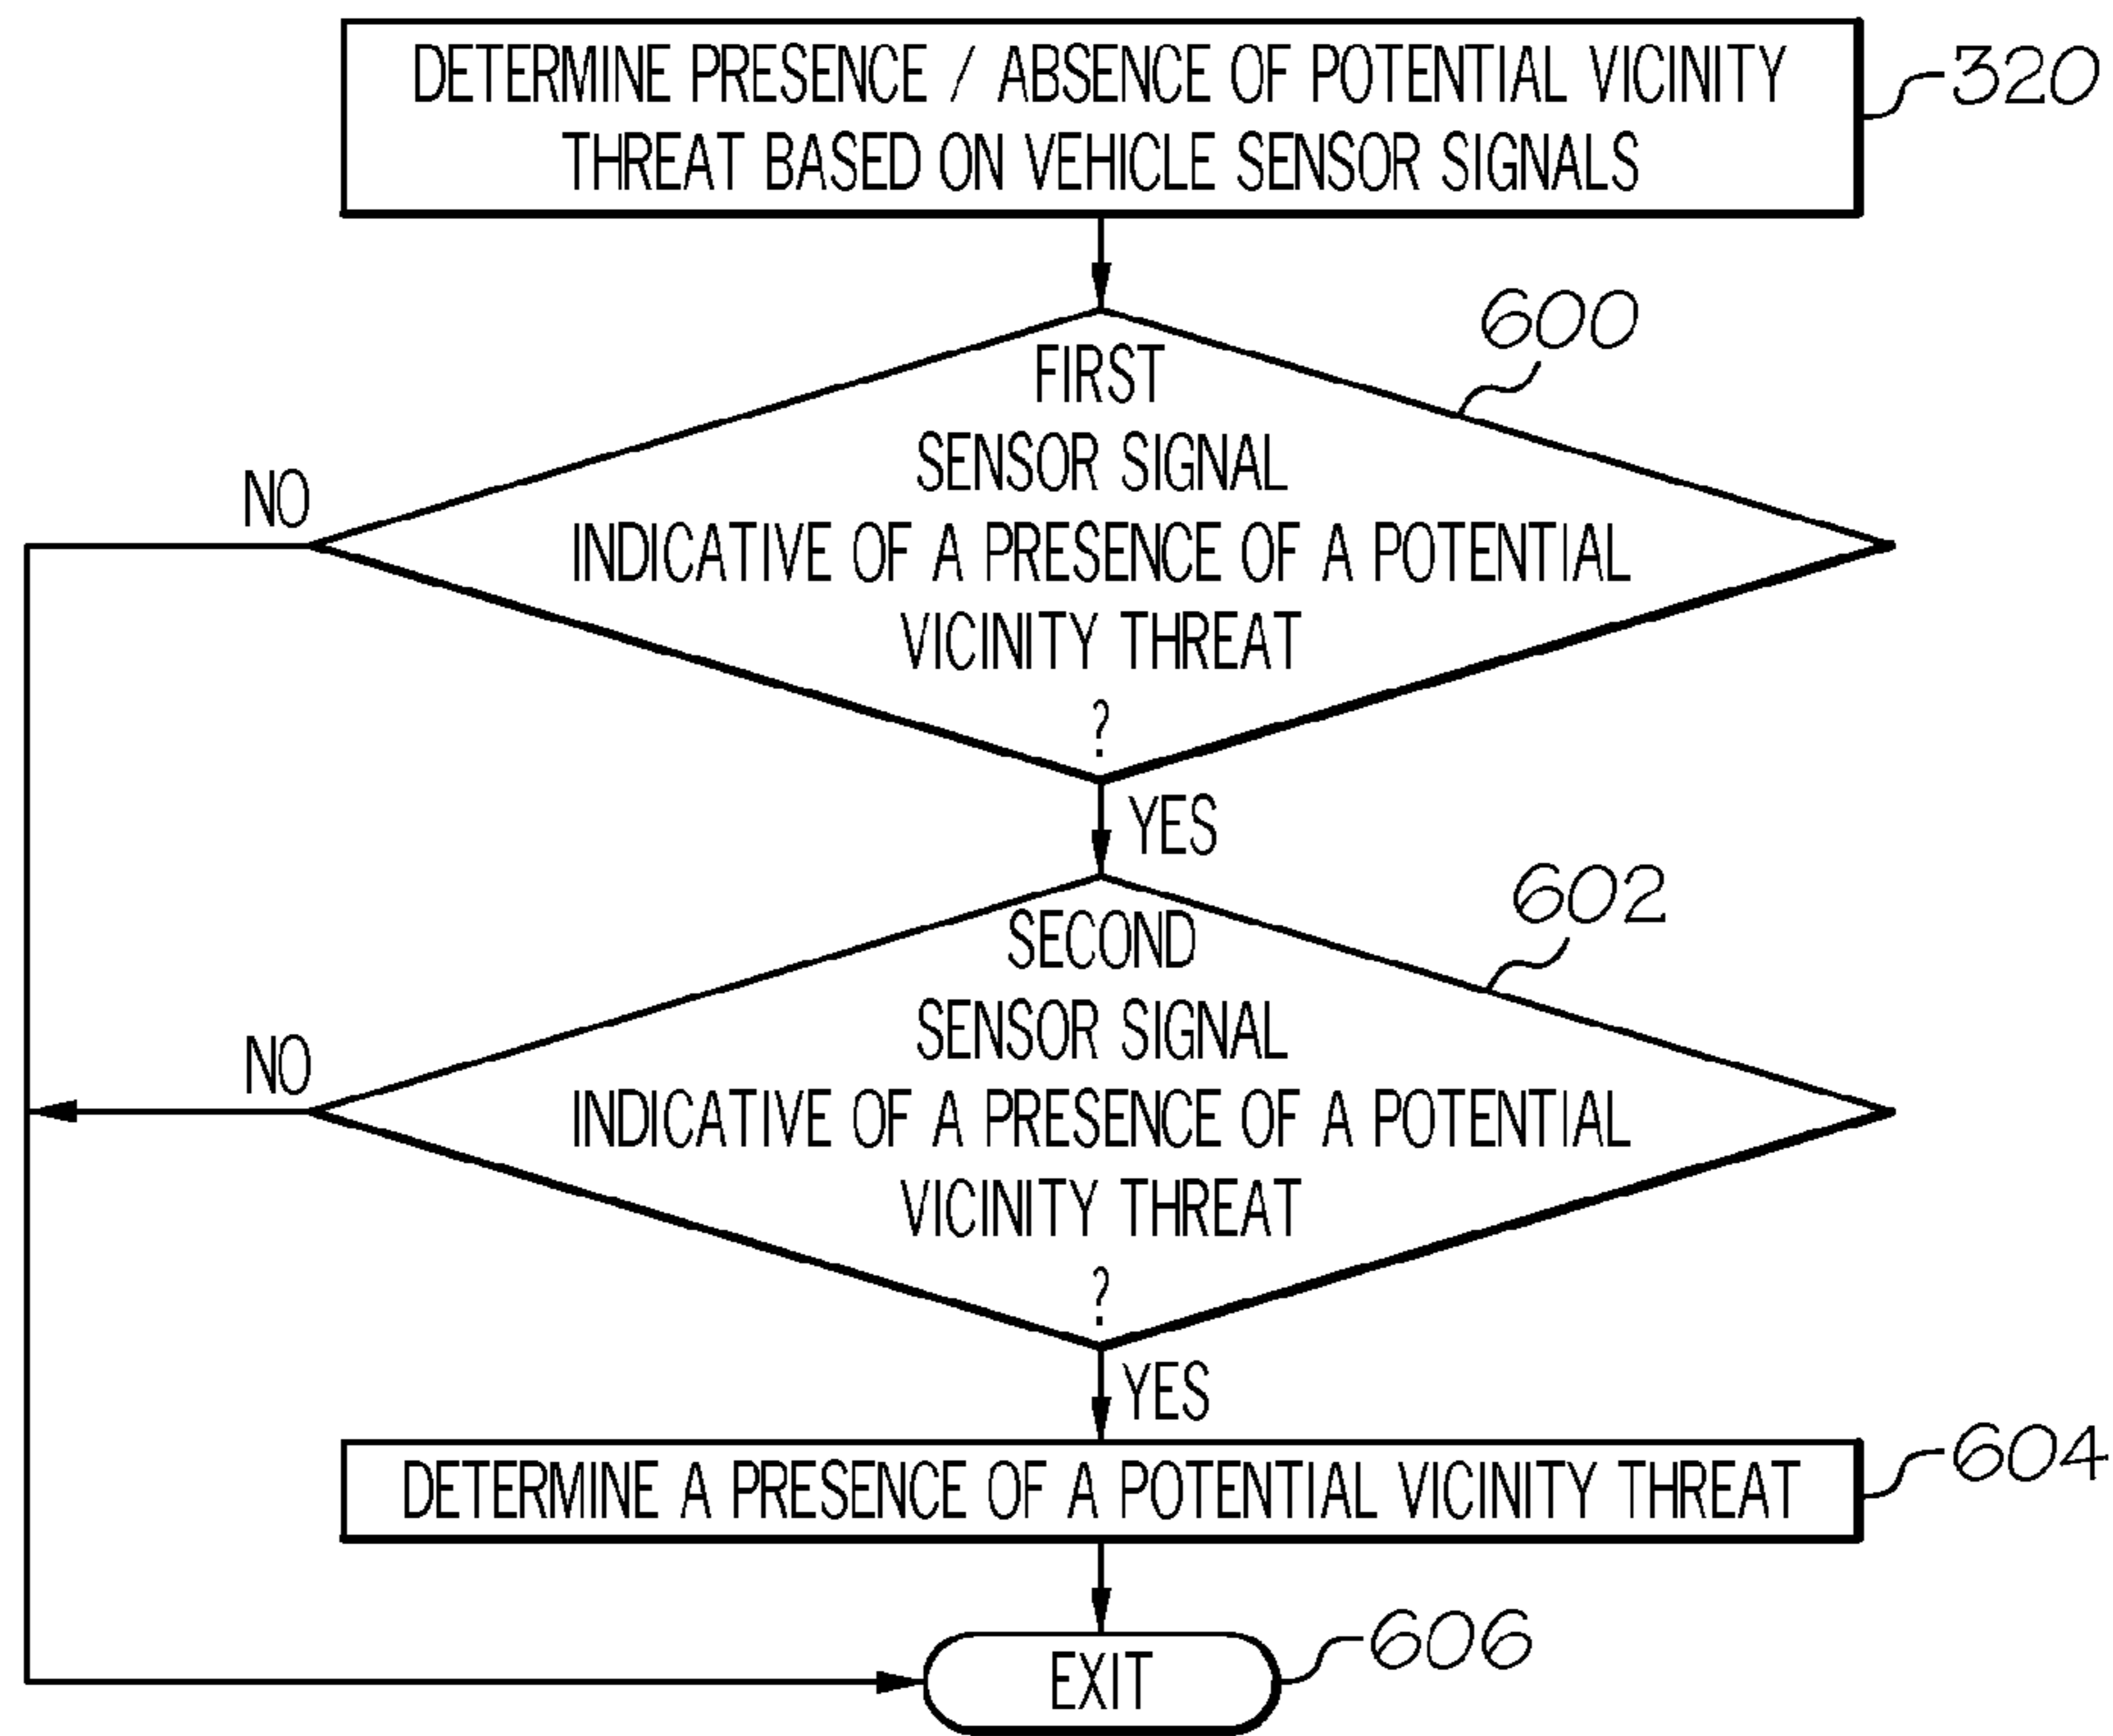 DETERMINE PRESENCE / ABSENCE OF POTENTIAL VICINITY
THREAT BASED ON VEHICLE SENSOR SIGNALS
320
600
FIRST
SENSOR SIGNAL
INDICATIVE OF A PRESENCE OF A POTENTIAL
VICINITY THREAT
?
NO
YES
602
SECOND
SENSOR SIGNAL
INDICATIVE OF A PRESENCE OF A POTENTIAL
VICINITY THREAT
?
NO
YES
DETERMINE A PRESENCE OF A POTENTIAL VICINITY THREAT
604
EXIT
606